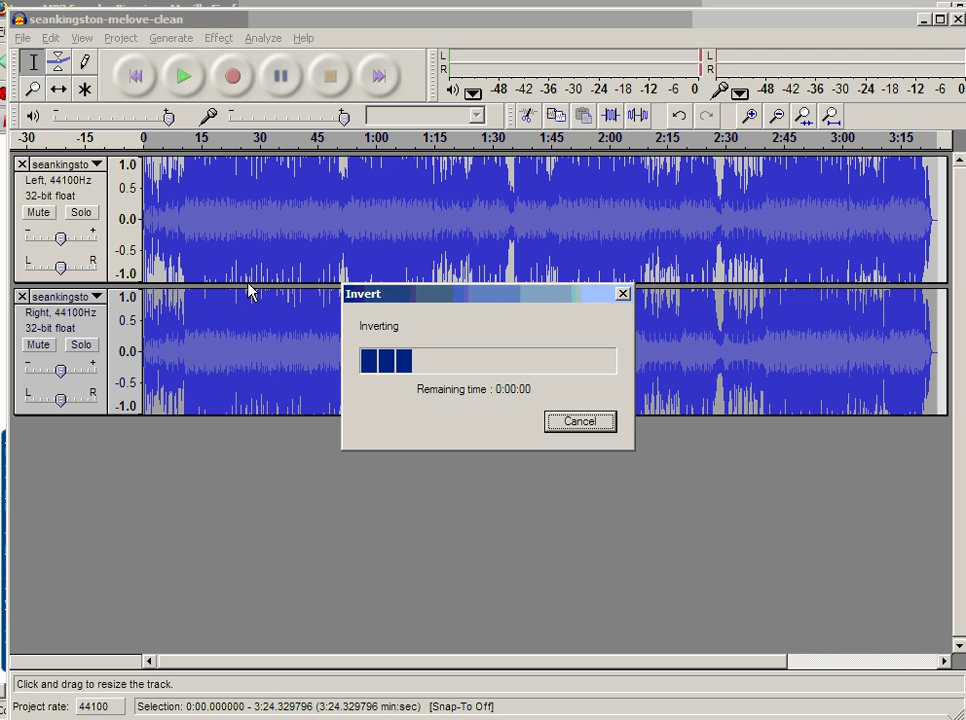 seankingston-melove-clean
File Edit View Project Generate Effect Analyze Help
L
R
-48 -42 -36 -30 -24 -18 -12 -6 0
L
R
-48 -42 -36 -30 -24 -18 -12 -6 0
-30 -15 0 15 30 45 1:00 1:15 1:30 1:45 2:00 2:15 2:30 2:45 3:00 3:15
seankingsto
Left, 44100Hz
32-bit float
Mute Solo
- +
L R
1.0
0.5
0.0
-0.5
-1.0
seankingsto
Right, 44100Hz
32-bit float
Mute Solo
- +
L R
1.0
0.5
0.0
-0.5
-1.0
Invert
Inverting
Remaining time : 0:00:00
Cancel
Click and drag to resize the track.
Project rate: 44100 Selection: 0:00.000000 - 3:24.329796 (3:24.329796 min:sec) [Snap-To Off]